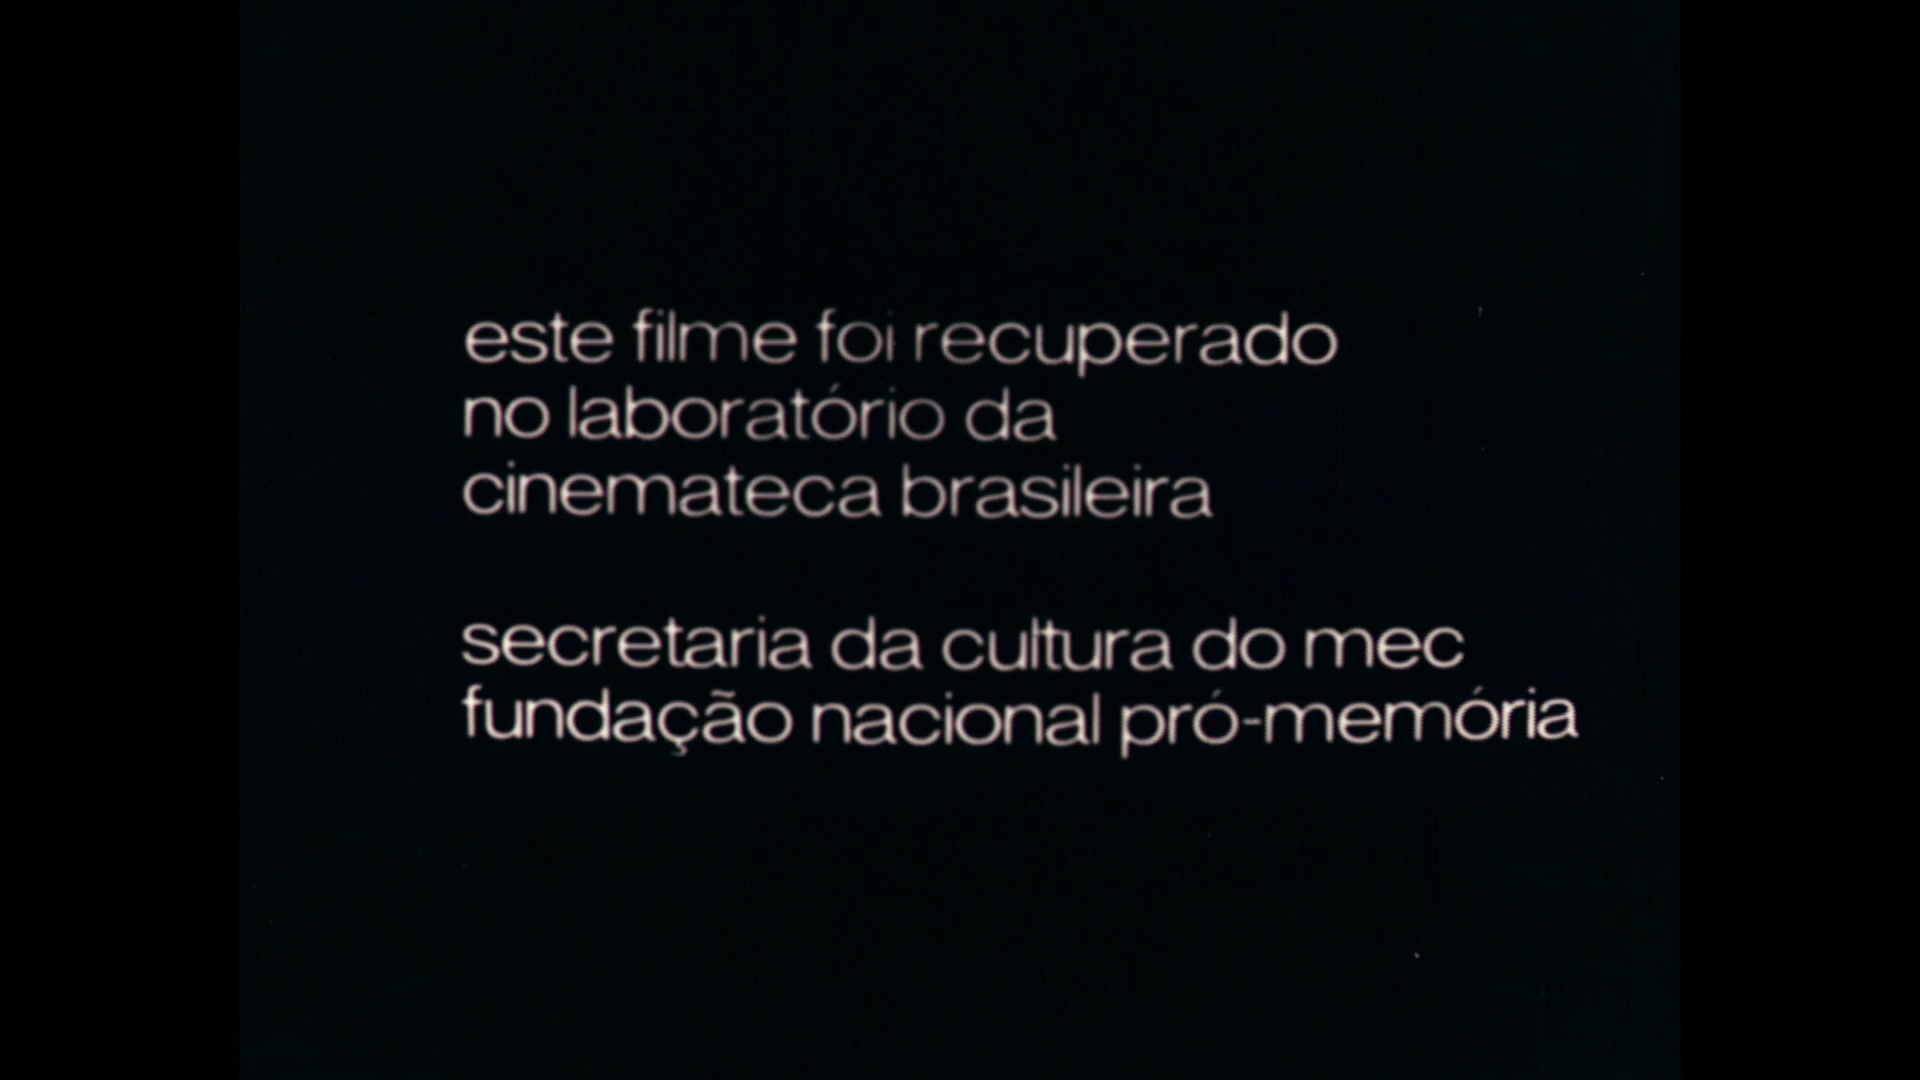 este filme foi recuperado
no laboratório da
cinemateca brasileira
secretaria da cultura do mec
fundação nacional pró-memória